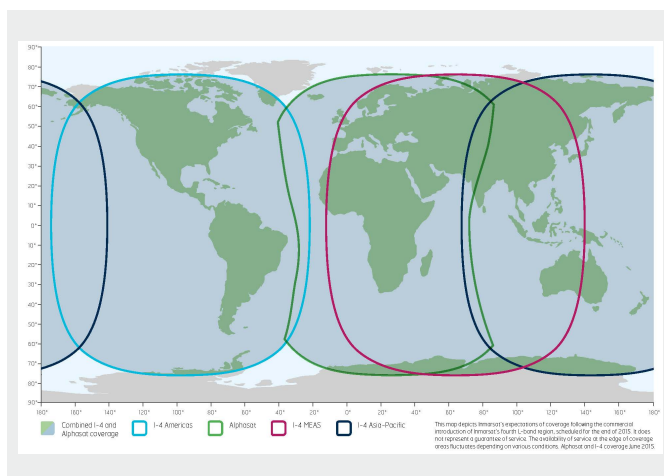 90°
80°
70°
60°
50°
40°
30°
20°
10°
0°
10°
20°
30°
40°
50°
60°
70°
80°
90°
180° 160° 140° 120° 100° 80° 60° 40° 20° 0° 20° 40° 60° 80° 100° 120° 140° 160° 180°
Combined I-4 and
Alphasat coverage
I-4 Americas
Alphasat
I-4 MEAS
I-4 Asia-Pacific
This map depicts Inmarsat's expectations of coverage following the commercial
introduction of Inmarsat's fourth L-band region, scheduled for the end of 2015. It does
not represent a guarantee of service. The availability of service at the edge of coverage
areas fluctuates depending on various conditions. Alphasat and I-4 coverage June 2015.